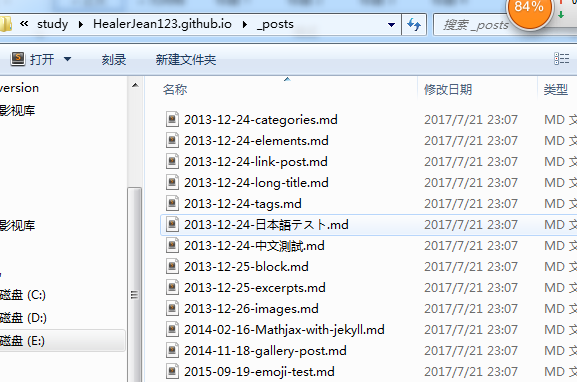 84%
« study ▸ HealerJean123.github.io ▸ _posts
搜索 _posts
打开 刻录 新建文件夹
version
影视库
影视库
磁盘 (C:)
磁盘 (D:)
磁盘 (E:)
名称 修改日期 类型
2013-12-24-categories.md 2017/7/21 23:07 MD 文
2013-12-24-elements.md 2017/7/21 23:07 MD 文
2013-12-24-link-post.md 2017/7/21 23:07 MD 文
2013-12-24-long-title.md 2017/7/21 23:07 MD 文
2013-12-24-tags.md 2017/7/21 23:07 MD 文
2013-12-24-日本語テスト.md 2017/7/21 23:07 MD 文
2013-12-24-中文測試.md 2017/7/21 23:07 MD 文
2013-12-25-block.md 2017/7/21 23:07 MD 文
2013-12-25-excerpts.md 2017/7/21 23:07 MD 文
2013-12-26-images.md 2017/7/21 23:07 MD 文
2014-02-16-Mathjax-with-jekyll.md 2017/7/21 23:07 MD 文
2014-11-18-gallery-post.md 2017/7/21 23:07 MD 文
2015-09-19-emoji-test.md 2017/7/21 23:07 MD 文